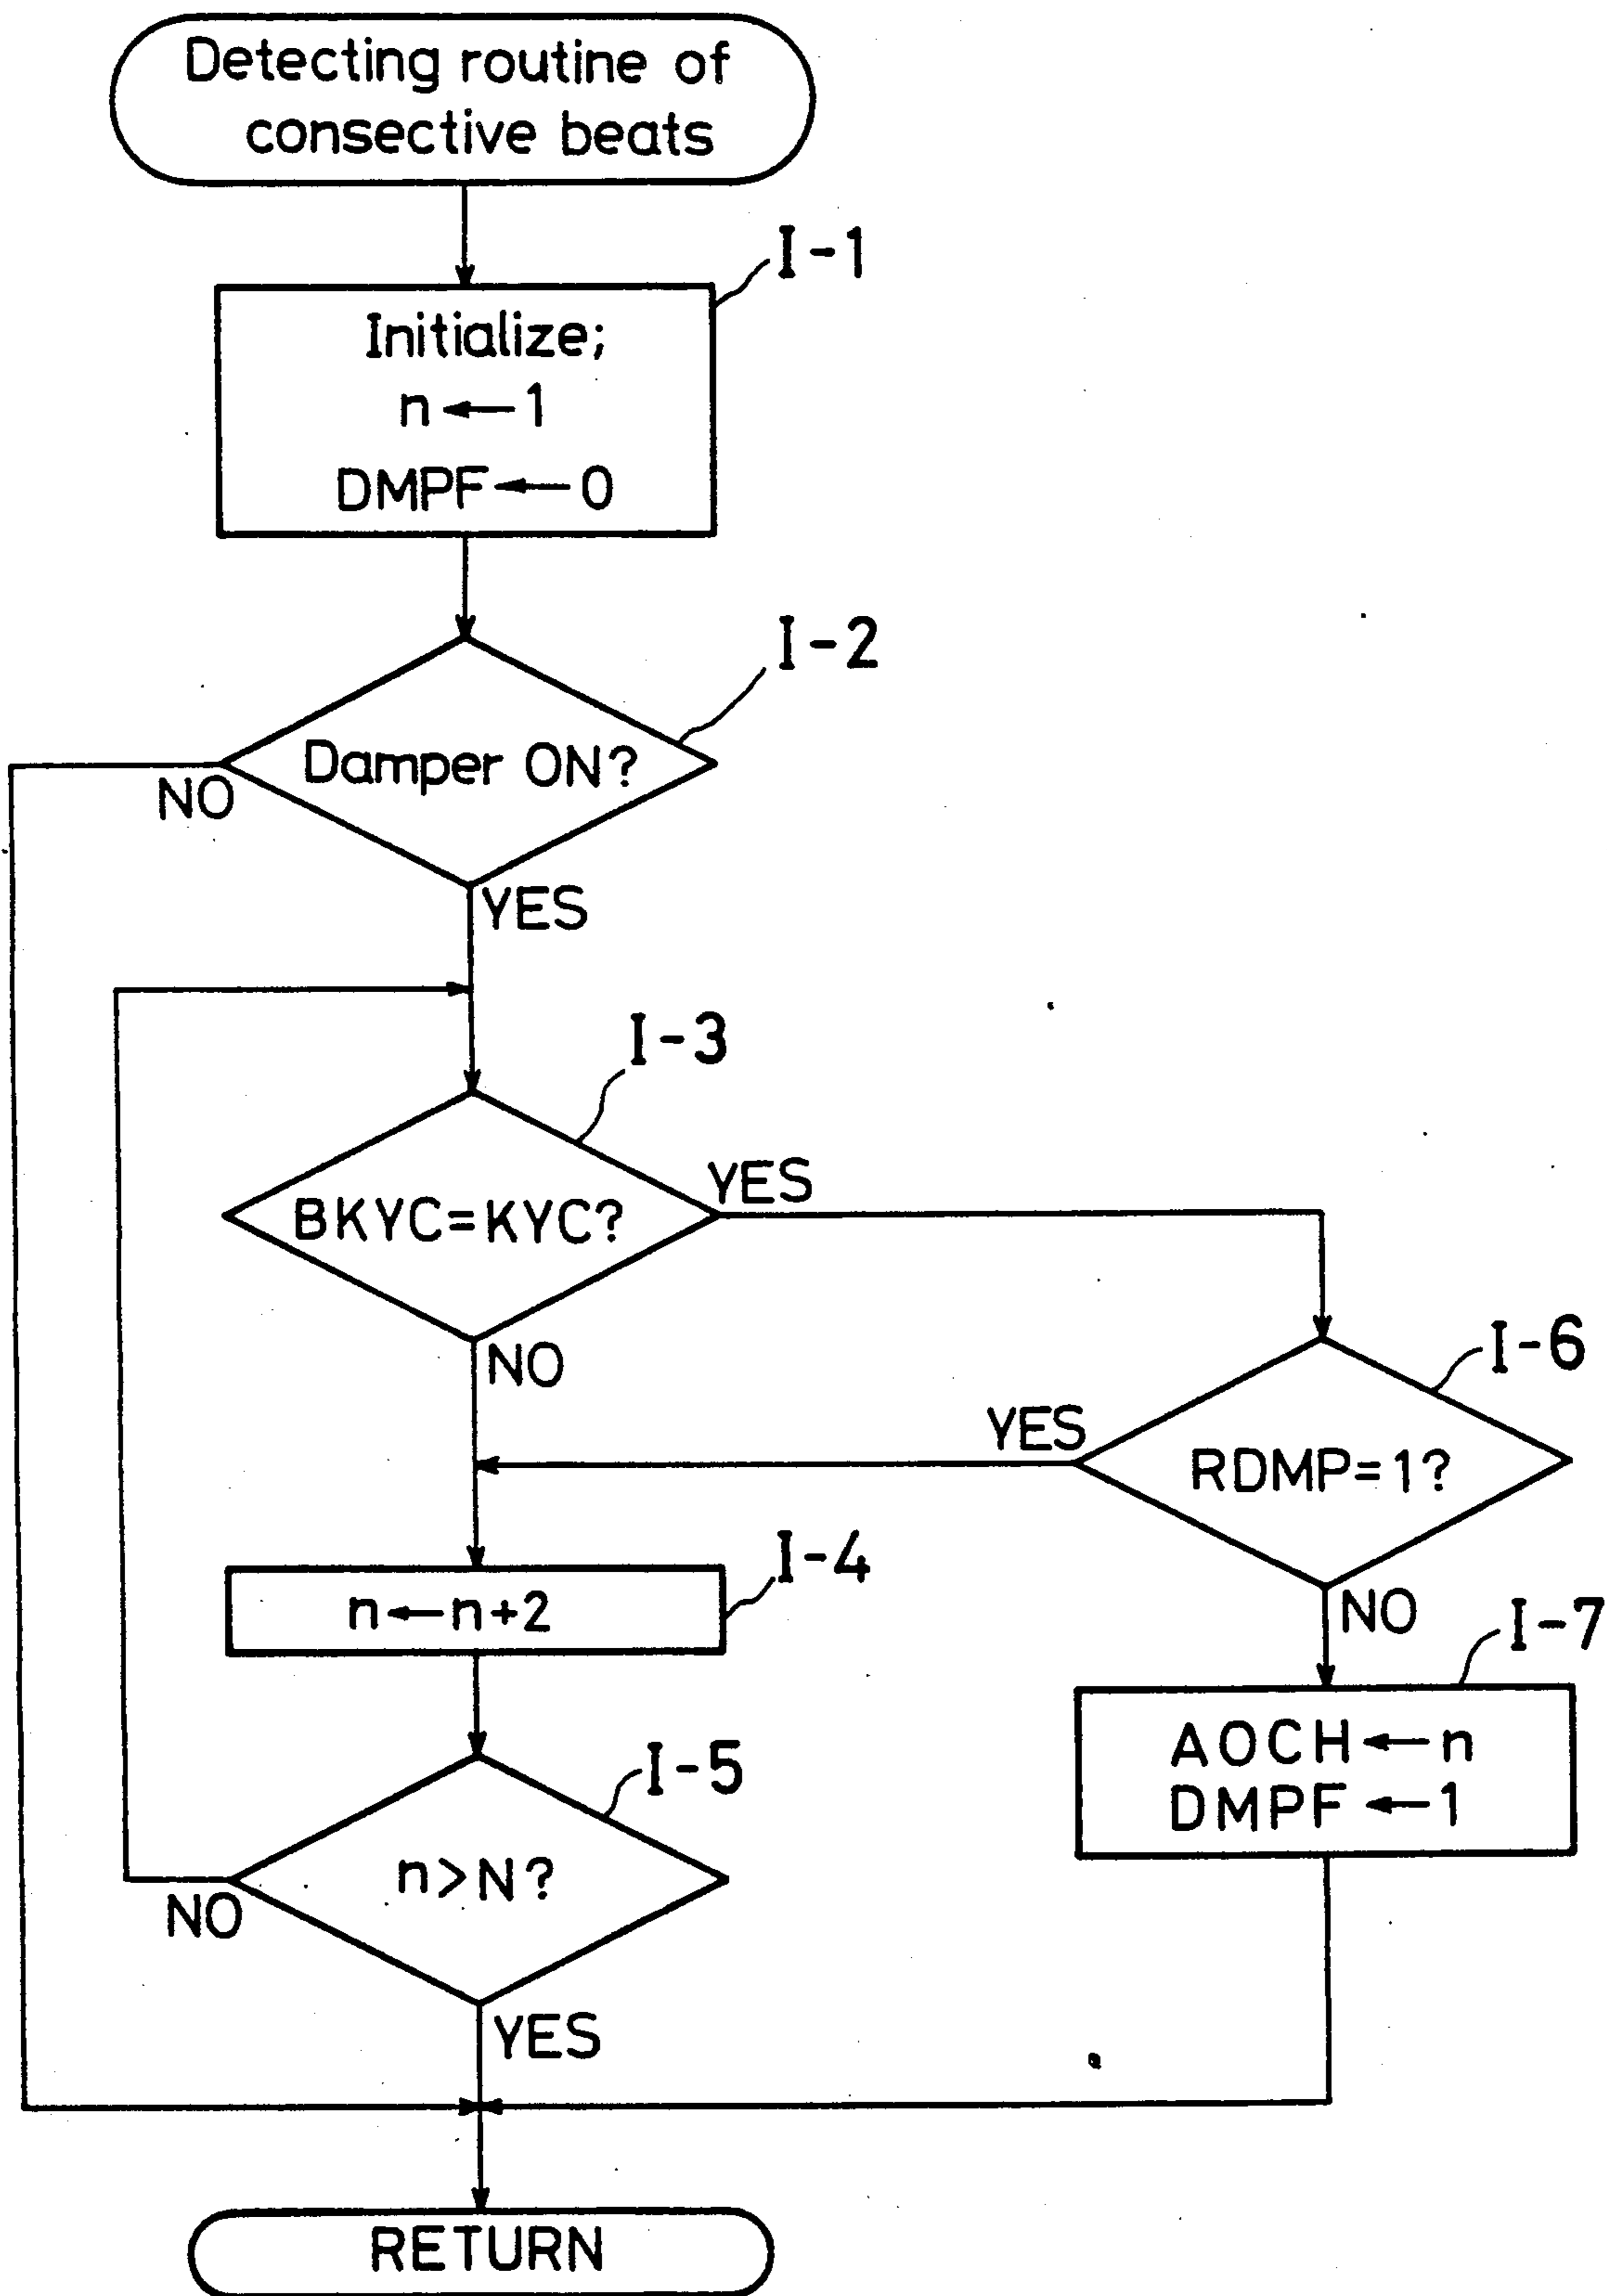 Detecting routine of
consective beats
I-1
Initialize;
n←1
DMPF←0
I-2
Damper ON?
NO
YES
I-3
BKYC=KYC?
YES
NO
I-6
YES
RDMP=1?
I-4
n←n+2
NO
I-7
AOCH←n
DMPF←1
I-5
n>N?
NO
YES
RETURN